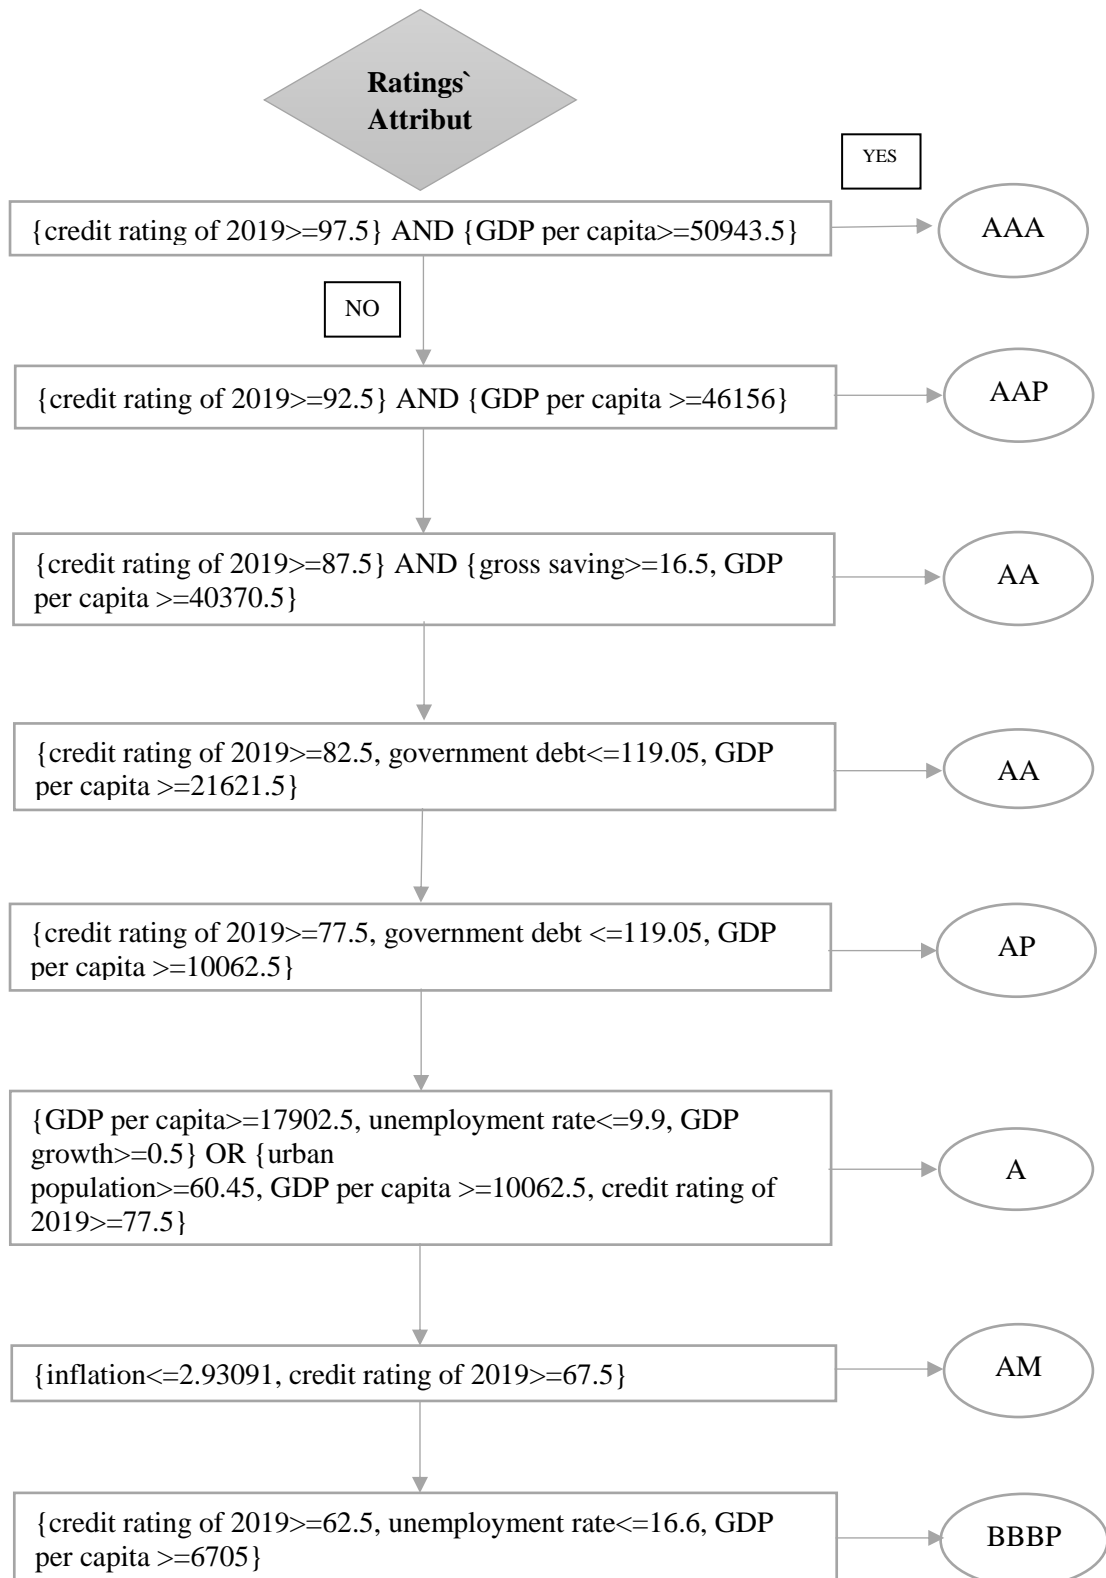 Ratings`
Attribut
YES
{credit rating of 2019>=97.5} AND {GDP per capita>=50943.5}
AAA
NO
{credit rating of 2019>=92.5} AND {GDP per capita >=46156}
AAP
{credit rating of 2019>=87.5} AND {gross saving>=16.5, GDP
per capita >=40370.5}
AA
{credit rating of 2019>=82.5, government debt<=119.05, GDP
per capita >=21621.5}
AA
{credit rating of 2019>=77.5, government debt <=119.05, GDP
per capita >=10062.5}
AP
{GDP per capita>=17902.5, unemployment rate<=9.9, GDP
growth>=0.5} OR {urban
population>=60.45, GDP per capita >=10062.5, credit rating of
2019>=77.5}
A
{inflation<=2.93091, credit rating of 2019>=67.5}
AM
{credit rating of 2019>=62.5, unemployment rate<=16.6, GDP
per capita >=6705}
BBBP